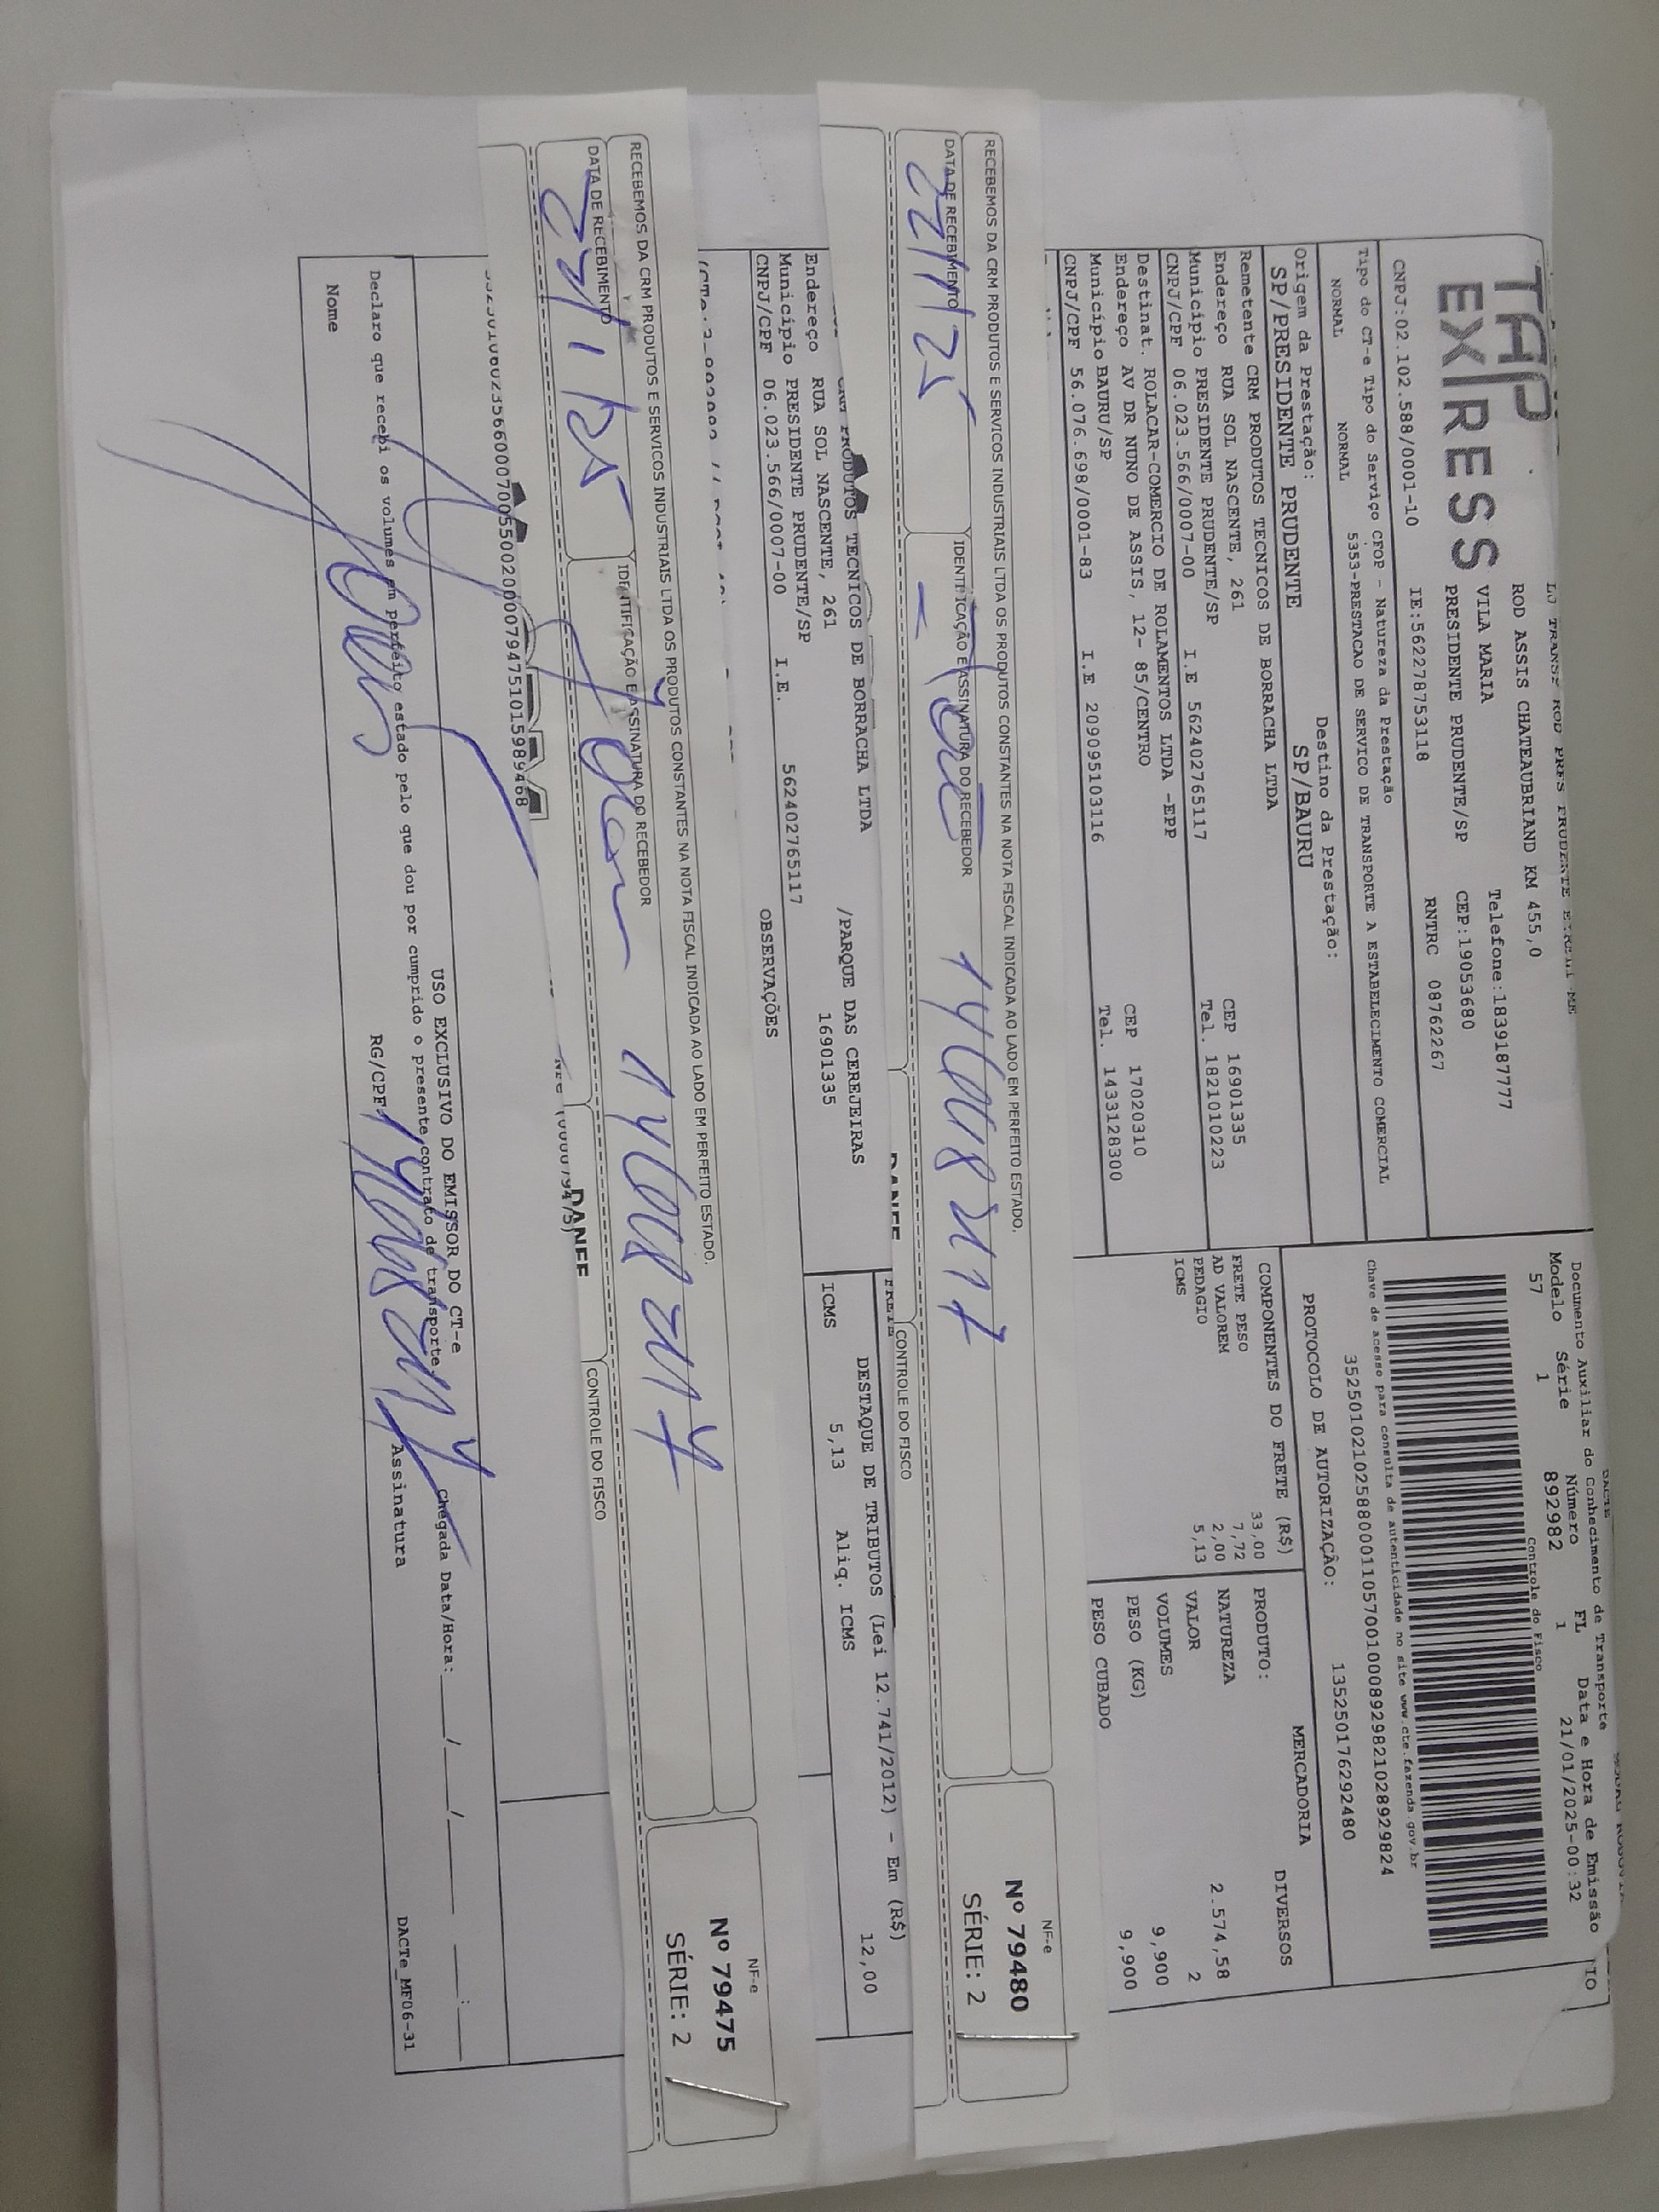 TAP
EXPRESS
ROD ASSIS CHATEAUBRIAND KM 455,0
VILA MARIA Telefone:1839187777
PRESIDENTE PRUDENTE/SP CEP:19053680
CNPJ:02.102.588/0001-10 IE:562278753118 RNTRC 08762267
Documento Auxiliar do Conhecimento de Transporte
Modelo Série Número FL Data e Hora de Emissão
57 1 892982 1 21/01/2025-00:32
Controle do Fisco
Chave de acesso para consulta de autenticidade no site www.cte.fazenda.gov.br
35250102102588000110570010008929821028929824
PROTOCOLO DE AUTORIZAÇÃO: 135250176292480
Tipo do CT-e Tipo do Serviço CFOP - Natureza da Prestação
NORMAL NORMAL 5353-PRESTACAO DE SERVICO DE TRANSPORTE A ESTABELECIMENTO COMERCIAL
Origem da Prestação: Destino da Prestação:
SP/PRESIDENTE PRUDENTE SP/BAURU
Remetente CRM PRODUTOS TECNICOS DE BORRACHA LTDA
Endereço RUA SOL NASCENTE, 261 CEP 16901335
Município PRESIDENTE PRUDENTE/SP Tel. 1821010223
CNPJ/CPF 06.023.566/0007-00 I.E 562402765117
Destinat. ROLACAR-COMERCIO DE ROLAMENTOS LTDA -EPP
Endereço AV DR NUNO DE ASSIS, 12- 85/CENTRO CEP 17020310
Município BAURU/SP Tel. 1433128300
CNPJ/CPF 56.076.698/0001-83 I.E 209095103116
COMPONENTES DO FRETE (R$)
FRETE PESO 33,00
AD VALOREM 7,72
PEDAGIO 2,00
ICMS 5,13
MERCADORIA
PRODUTO: DIVERSOS
NATUREZA
VALOR 2.574,58
VOLUMES 2
PESO (KG) 9,900
PESO CUBADO 9,900
RECEBEMOS DA CRM PRODUTOS E SERVICOS INDUSTRIAIS LTDA OS PRODUTOS CONSTANTES NA NOTA FISCAL INDICADA AO LADO EM PERFEITO ESTADO.
DATA DE RECEBIMENTO IDENTIFICAÇÃO E ASSINATURA DO RECEBEDOR
NF-e
Nº 79480
SÉRIE: 2
DANFE
CONTROLE DO FISCO
PRODUTOS TECNICOS DE BORRACHA LTDA
Endereço RUA SOL NASCENTE, 261 /PARQUE DAS CEREJEIRAS
Município PRESIDENTE PRUDENTE/SP 16901335
CNPJ/CPF 06.023.566/0007-00 I.E. 562402765117
OBSERVAÇÕES
DESTAQUE DE TRIBUTOS (Lei 12.741/2012) - Em (R$)
12,00
ICMS 5,13 Aliq. ICMS
RECEBEMOS DA CRM PRODUTOS E SERVICOS INDUSTRIAIS LTDA OS PRODUTOS CONSTANTES NA NOTA FISCAL INDICADA AO LADO EM PERFEITO ESTADO.
DATA DE RECEBIMENTO IDENTIFICAÇÃO E ASSINATURA DO RECEBEDOR
NF-e
Nº 79475
SÉRIE: 2
DANFE
CONTROLE DO FISCO
USO EXCLUSIVO DO EMISSOR DO CT-e
Declaro que recebi os volumes em perfeito estado pelo que dou por cumprido o presente contrato de transporte. Chegada Data/Hora: ___/___/___ ___:___
Nome RG/CPF Assinatura
DACTe_MF06-31